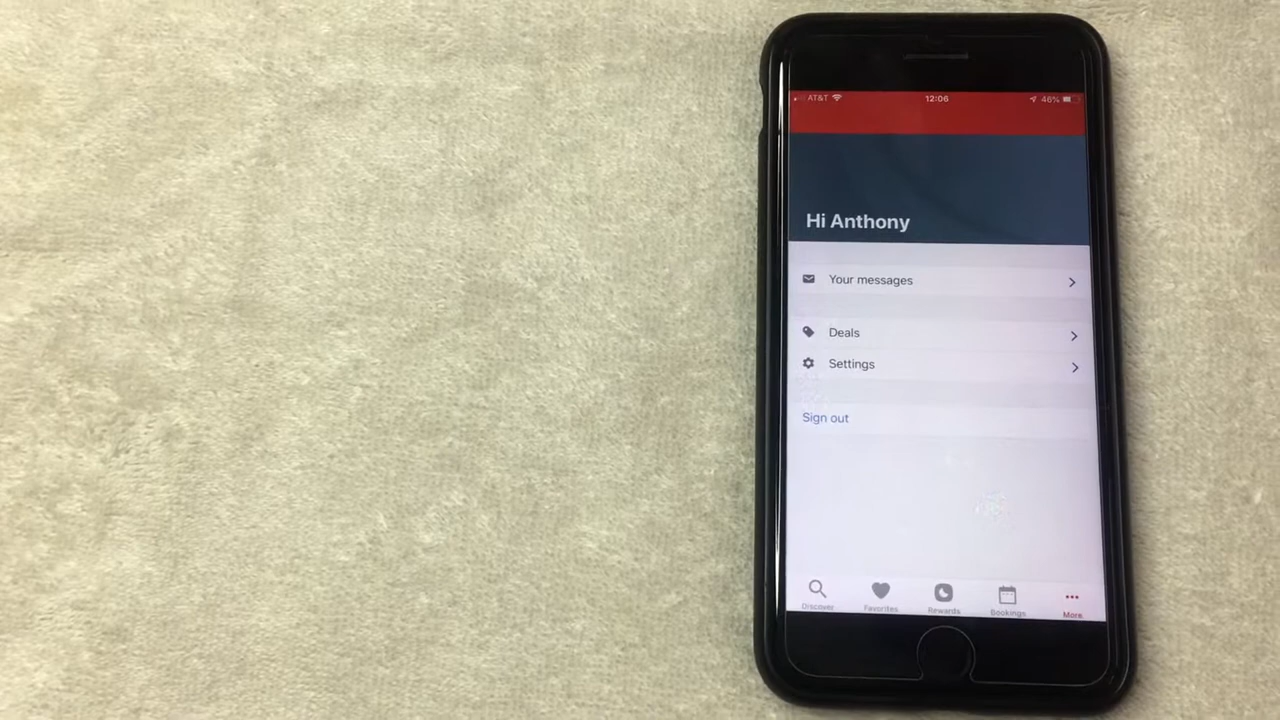 AT&T 12:06 46%
Hi Anthony
Your messages
Deals
Settings
Sign out
Discover Favorites Rewards Bookings More